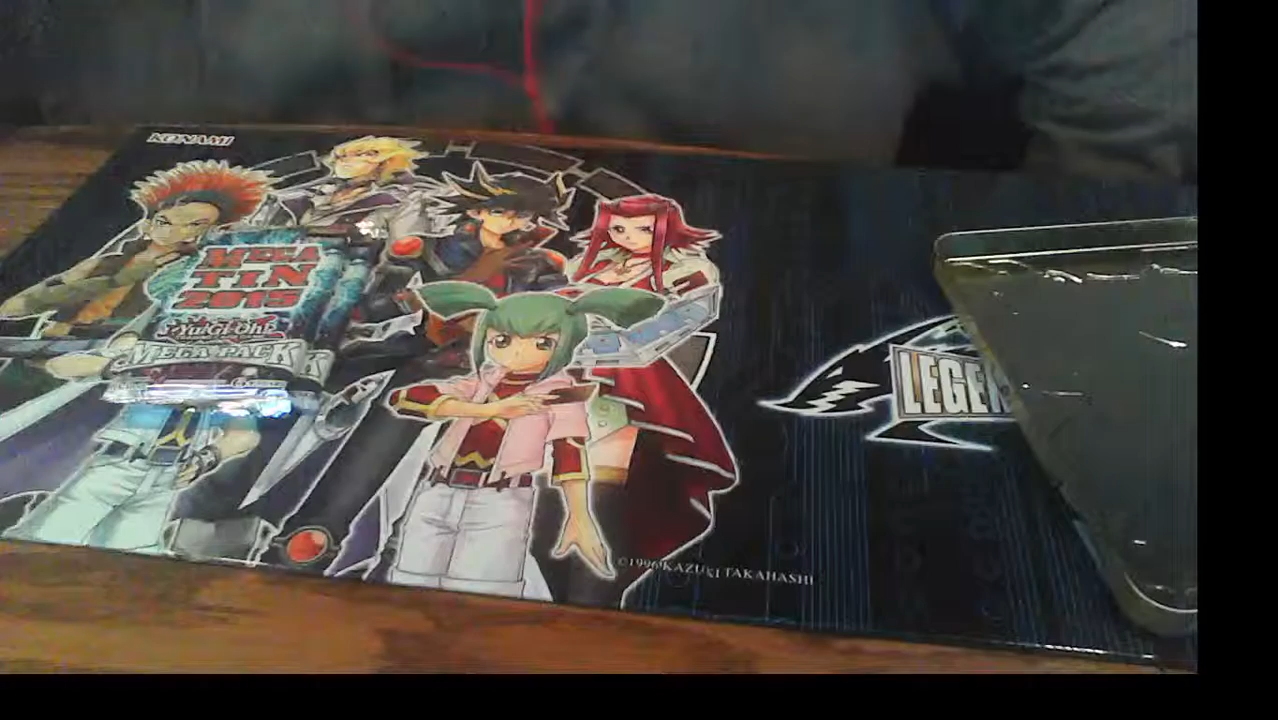 KONAMI
MEGA
TIN
2015
Yu-Gi-Oh!
MEGA PACK
LEGEN
©1996 KAZUKI TAKAHASHI